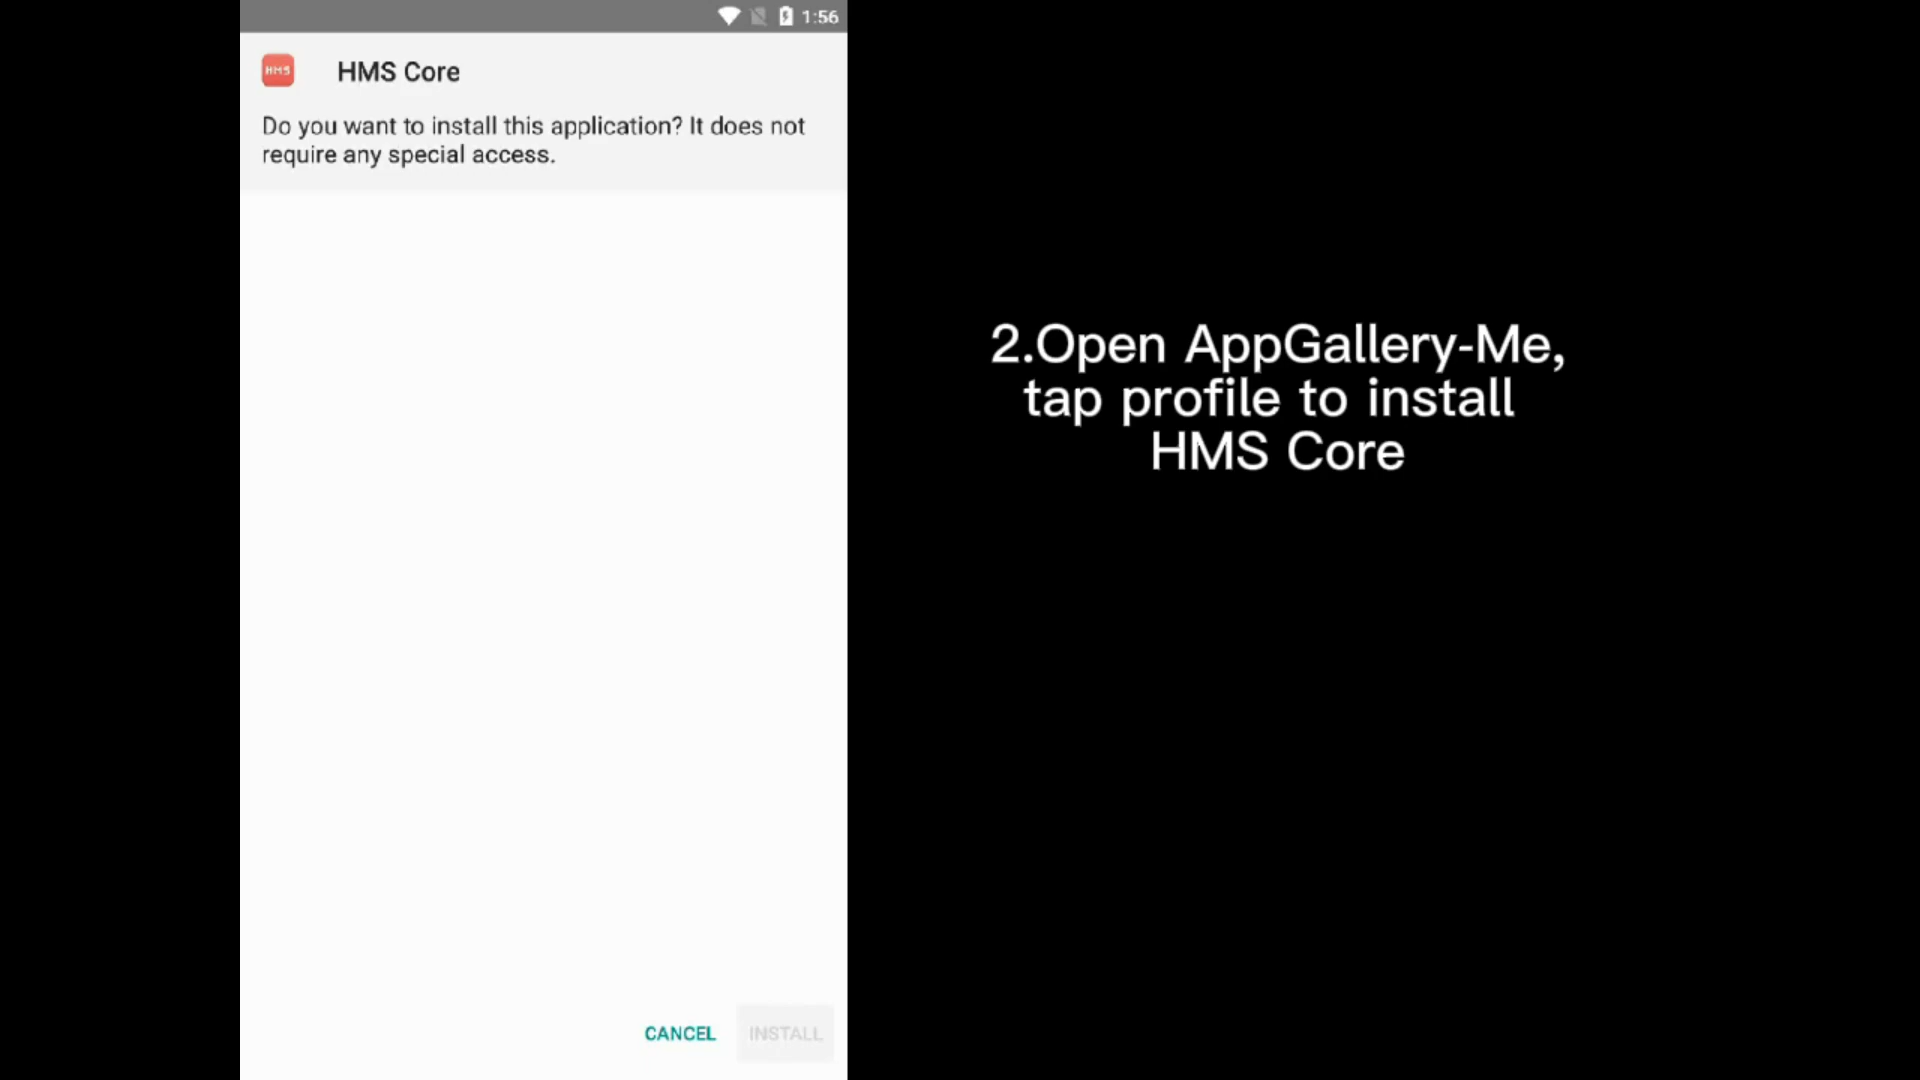 1:56
HMS
HMS Core
Do you want to install this application? It does not
require any special access.
CANCEL
INSTALL
2.Open AppGallery-Me,
tap profile to install
HMS Core